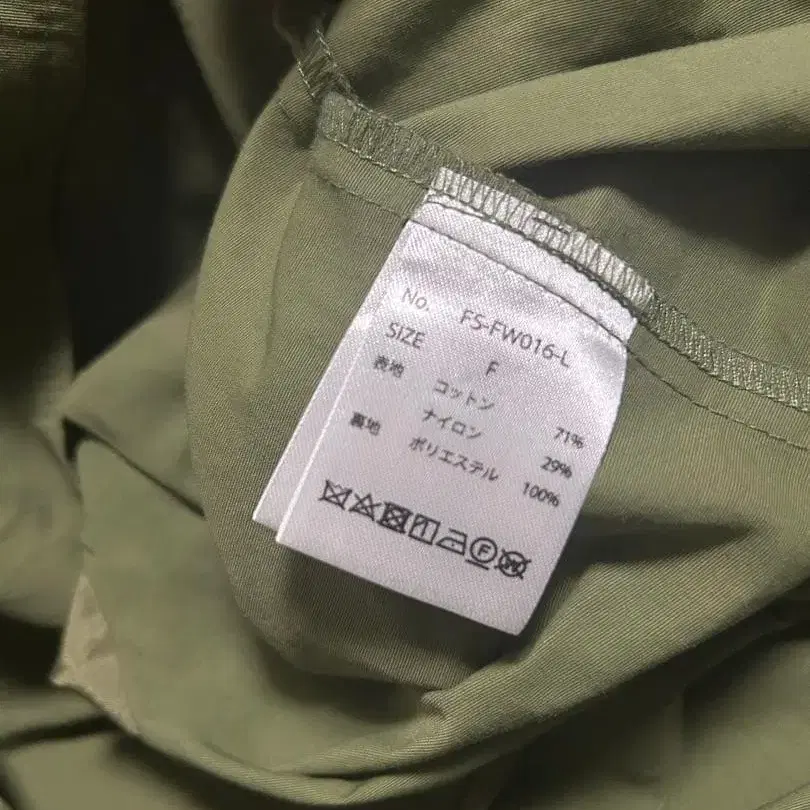 No. FS-FW016-L
SIZE F
表地 コットン 71%
ナイロン 29%
裏地 ポリエステル 100%
F W